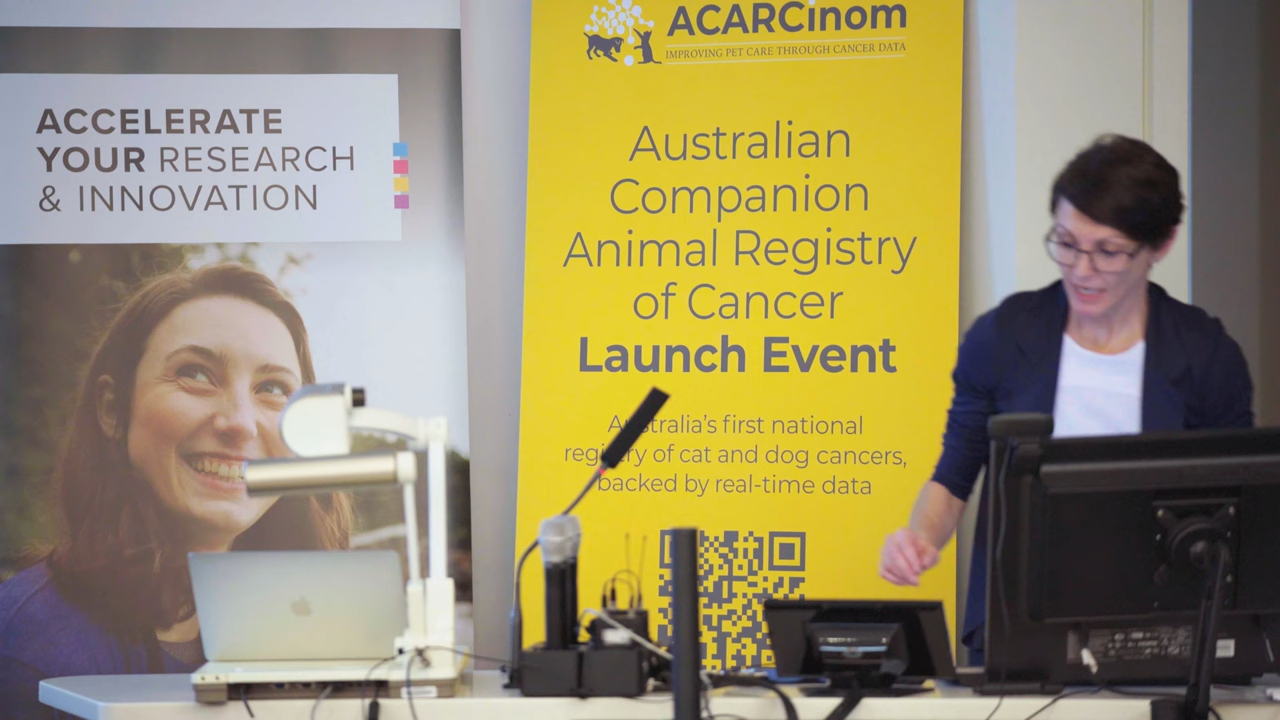 ACCELERATE
YOUR RESEARCH
& INNOVATION
ACARCinom
IMPROVING PET CARE THROUGH CANCER DATA
Australian
Companion
Animal Registry
of Cancer
Launch Event
Australia's first national
registry of cat and dog cancers,
backed by real-time data